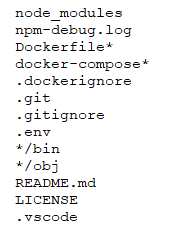 node_modules
npm-debug.log
Dockerfile*
docker-compose*
.dockerignore
.git
.gitignore
.env
*/bin
*/obj
README.md
LICENSE
.vscode